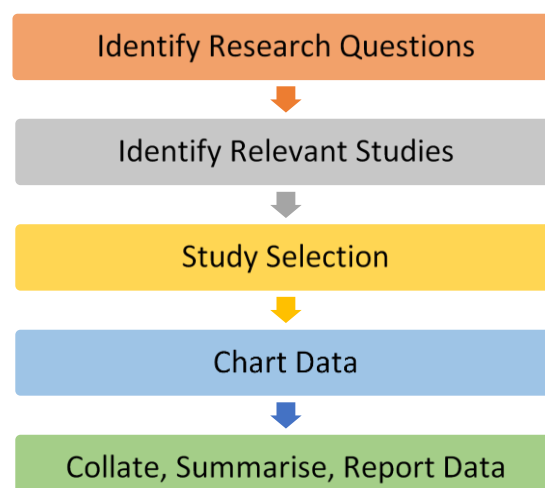 Identify Research Questions
Identify Relevant Studies
Study Selection
Chart Data
Collate, Summarise, Report Data